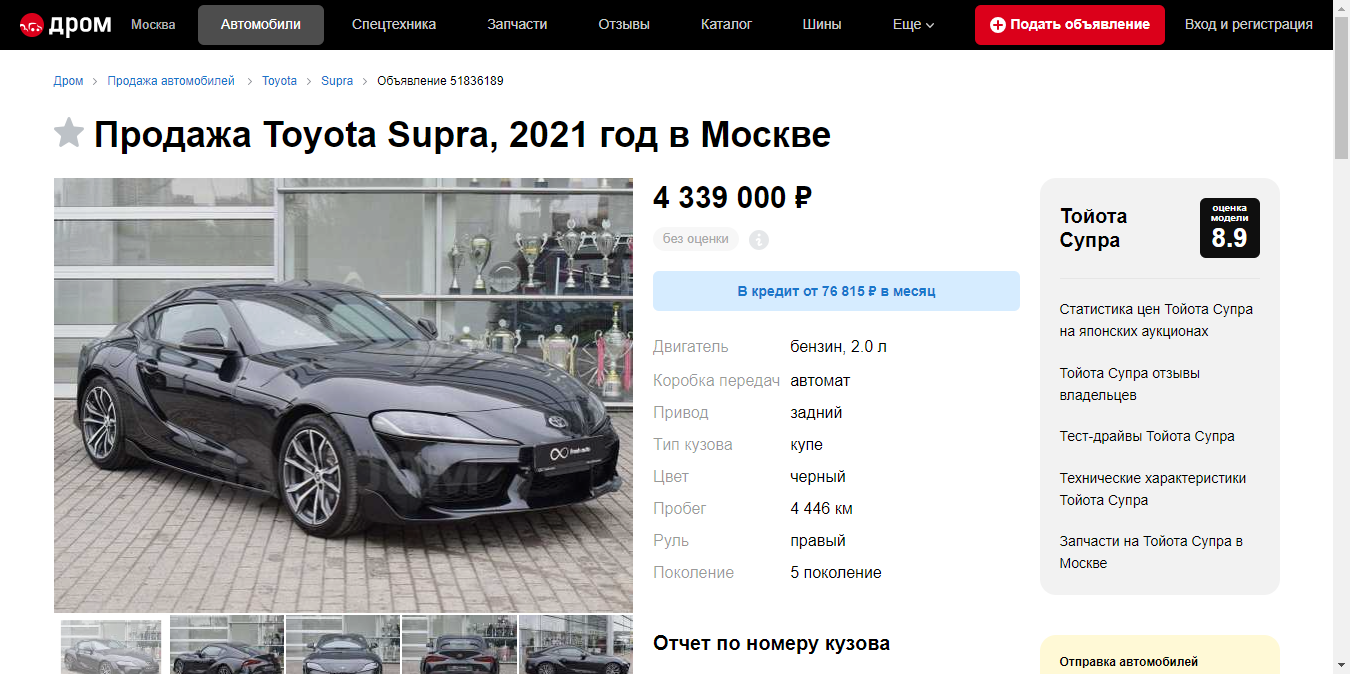 дром
Москва
Автомобили
Спецтехника
Запчасти
Отзывы
Каталог
Шины
Еще
Подать объявление
Вход и регистрация
Дром
Продажа автомобилей
Toyota
Supra
Объявление 51836189
Продажа Toyota Supra, 2021 год в Москве
fresh auto
4 339 000 ₽
без оценки
В кредит от 76 815 ₽ в месяц
Двигатель бензин, 2.0 л
Коробка передач автомат
Привод задний
Тип кузова купе
Цвет черный
Пробег 4 446 км
Руль правый
Поколение 5 поколение
Отчет по номеру кузова
Тойота
Супра
оценка
модели
8.9
Статистика цен Тойота Супра
на японских аукционах
Тойота Супра отзывы
владельцев
Тест-драйвы Тойота Супра
Технические характеристики
Тойота Супра
Запчасти на Тойота Супра в
Москве
Отправка автомобилей